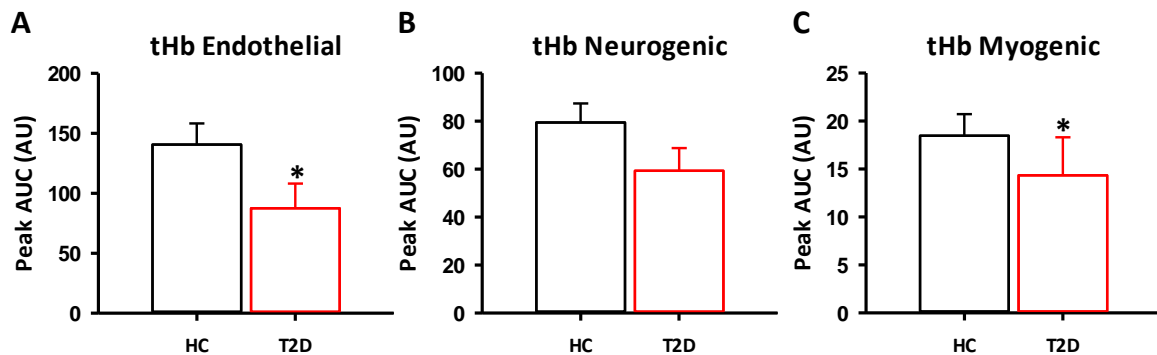 A
tHb Endothelial
Peak AUC (AU)
200
150
100
50
0
*
HC T2D
B
tHb Neurogenic
Peak AUC (AU)
100
80
60
40
20
0
HC T2D
C
tHb Myogenic
Peak AUC (AU)
25
20
15
10
5
0
*
HC T2D